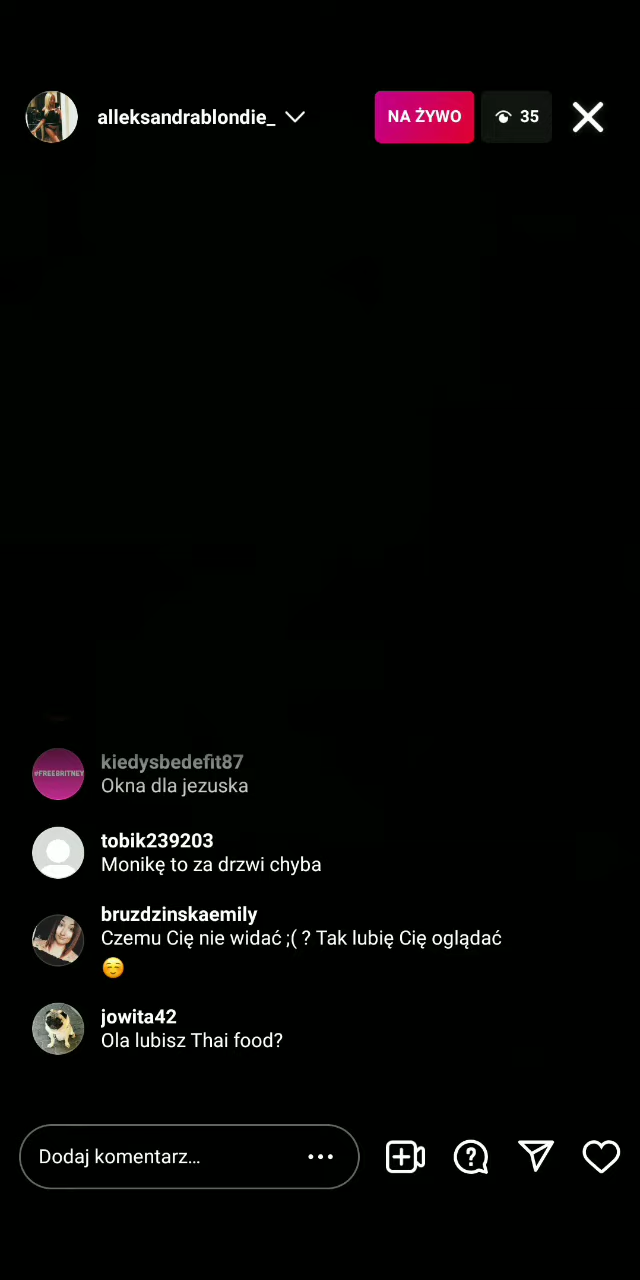 alleksandrablondie_
NA ŻYWO
35
#FREEBRITNEY
kiedysbedefit87
Okna dla jezuska
tobik239203
Monikę to za drzwi chyba
bruzdzinskaemily
Czemu Cię nie widać ;( ? Tak lubię Cię oglądać
☺️
jowita42
Ola lubisz Thai food?
Dodaj komentarz...